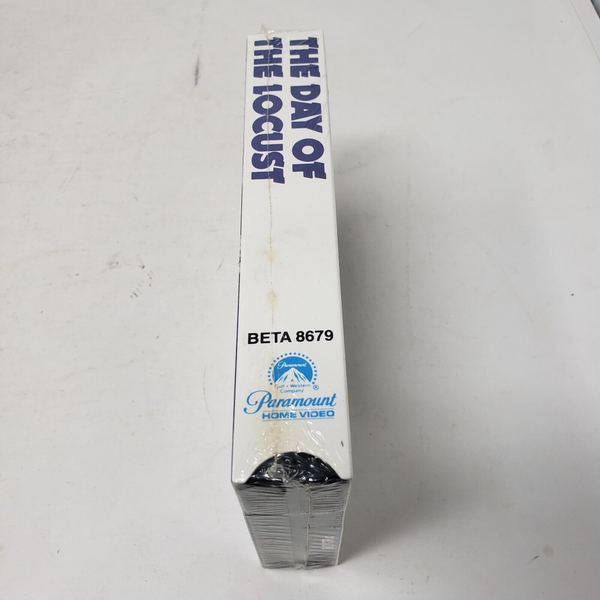 THE DAY OF
THE LOCUST
BETA 8679
Paramount
A
Gulf + Western
Company
®
Paramount
HOME VIDEO